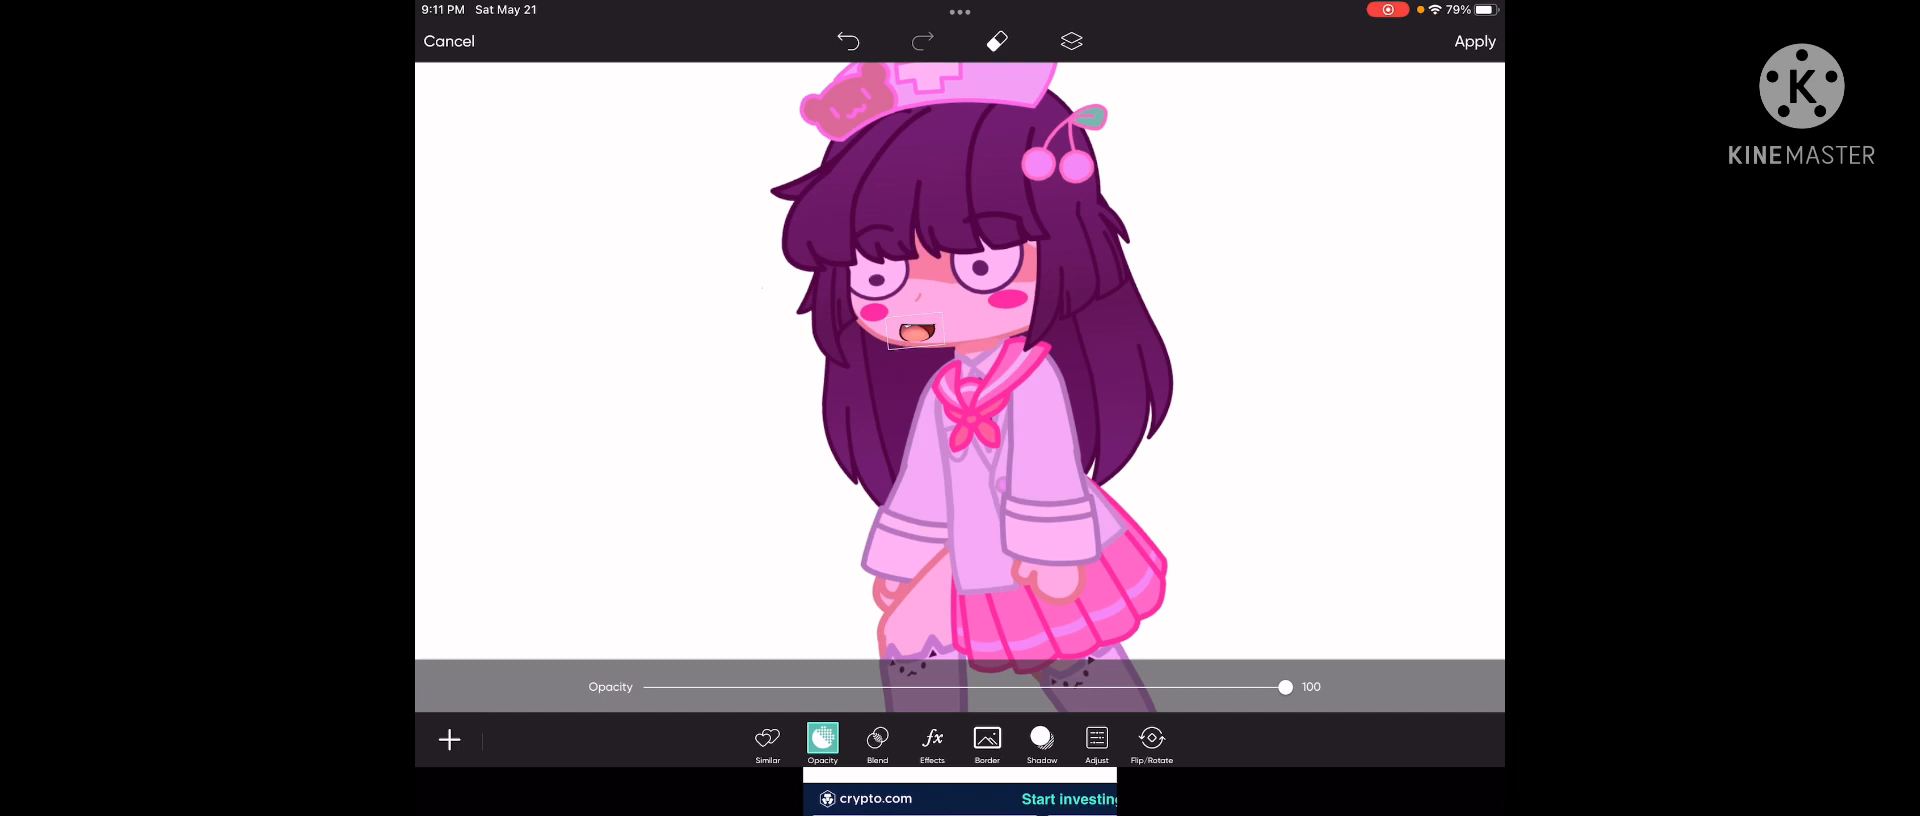 9:11 PM Sat May 21
79%
Cancel
Apply
K
KINEMASTER
Opacity
100
Similar
Opacity
Blend
fx
Effects
Border
Shadow
Adjust
Flip/Rotate
crypto.com
Start investing